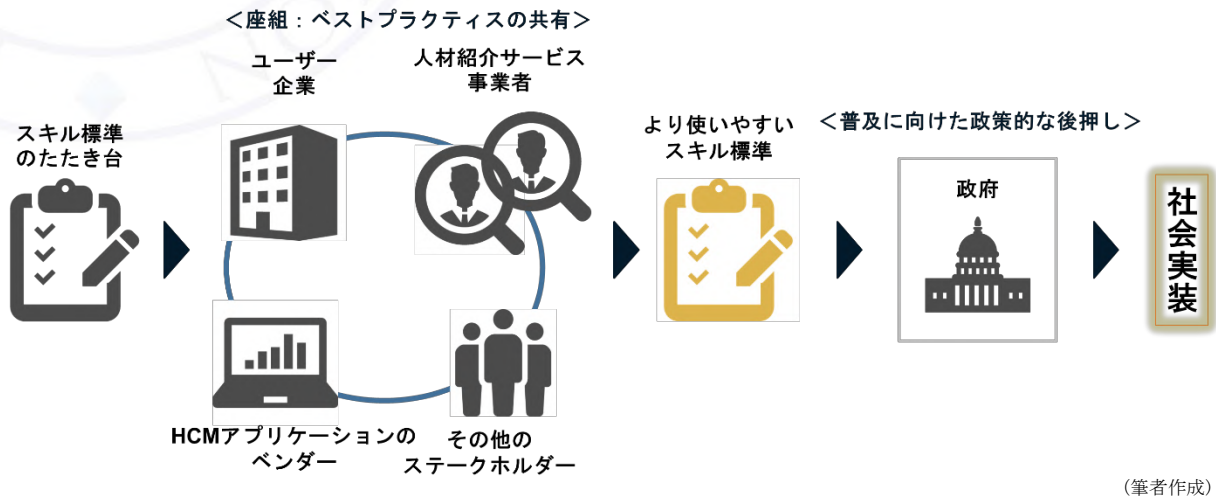 ＜座組：ベストプラクティスの共有＞
ユーザー
企業
人材紹介サービス
事業者
スキル標準
のたたき台
より使いやすい
スキル標準
＜普及に向けた政策的な後押し＞
政府
社会実装
HCMアプリケーションの
ベンダー
その他の
ステークホルダー
（筆者作成）